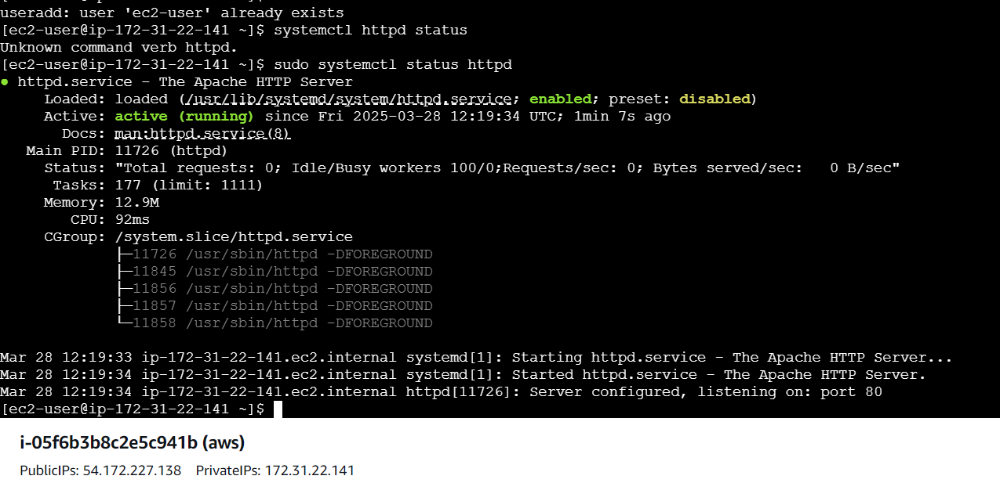 useradd: user 'ec2-user' already exists
[ec2-user@ip-172-31-22-141 ~]$ systemctl httpd status
Unknown command verb httpd.
[ec2-user@ip-172-31-22-141 ~]$ sudo systemctl status httpd
● httpd.service - The Apache HTTP Server
Loaded: loaded (/usr/lib/systemd/system/httpd.service; enabled; preset: disabled)
Active: active (running) since Fri 2025-03-28 12:19:34 UTC; 1min 7s ago
Docs: man:httpd.service(8)
Main PID: 11726 (httpd)
Status: "Total requests: 0; Idle/Busy workers 100/0;Requests/sec: 0; Bytes served/sec:   0 B/sec"
Tasks: 177 (limit: 1111)
Memory: 12.9M
CPU: 92ms
CGroup: /system.slice/httpd.service
├─11726 /usr/sbin/httpd -DFOREGROUND
├─11845 /usr/sbin/httpd -DFOREGROUND
├─11856 /usr/sbin/httpd -DFOREGROUND
├─11857 /usr/sbin/httpd -DFOREGROUND
└─11858 /usr/sbin/httpd -DFOREGROUND
Mar 28 12:19:33 ip-172-31-22-141.ec2.internal systemd[1]: Starting httpd.service - The Apache HTTP Server...
Mar 28 12:19:34 ip-172-31-22-141.ec2.internal systemd[1]: Started httpd.service - The Apache HTTP Server.
Mar 28 12:19:34 ip-172-31-22-141.ec2.internal httpd[11726]: Server configured, listening on: port 80
[ec2-user@ip-172-31-22-141 ~]$
i-05f6b3b8c2e5c941b (aws)
PublicIPs: 54.172.227.138 PrivateIPs: 172.31.22.141